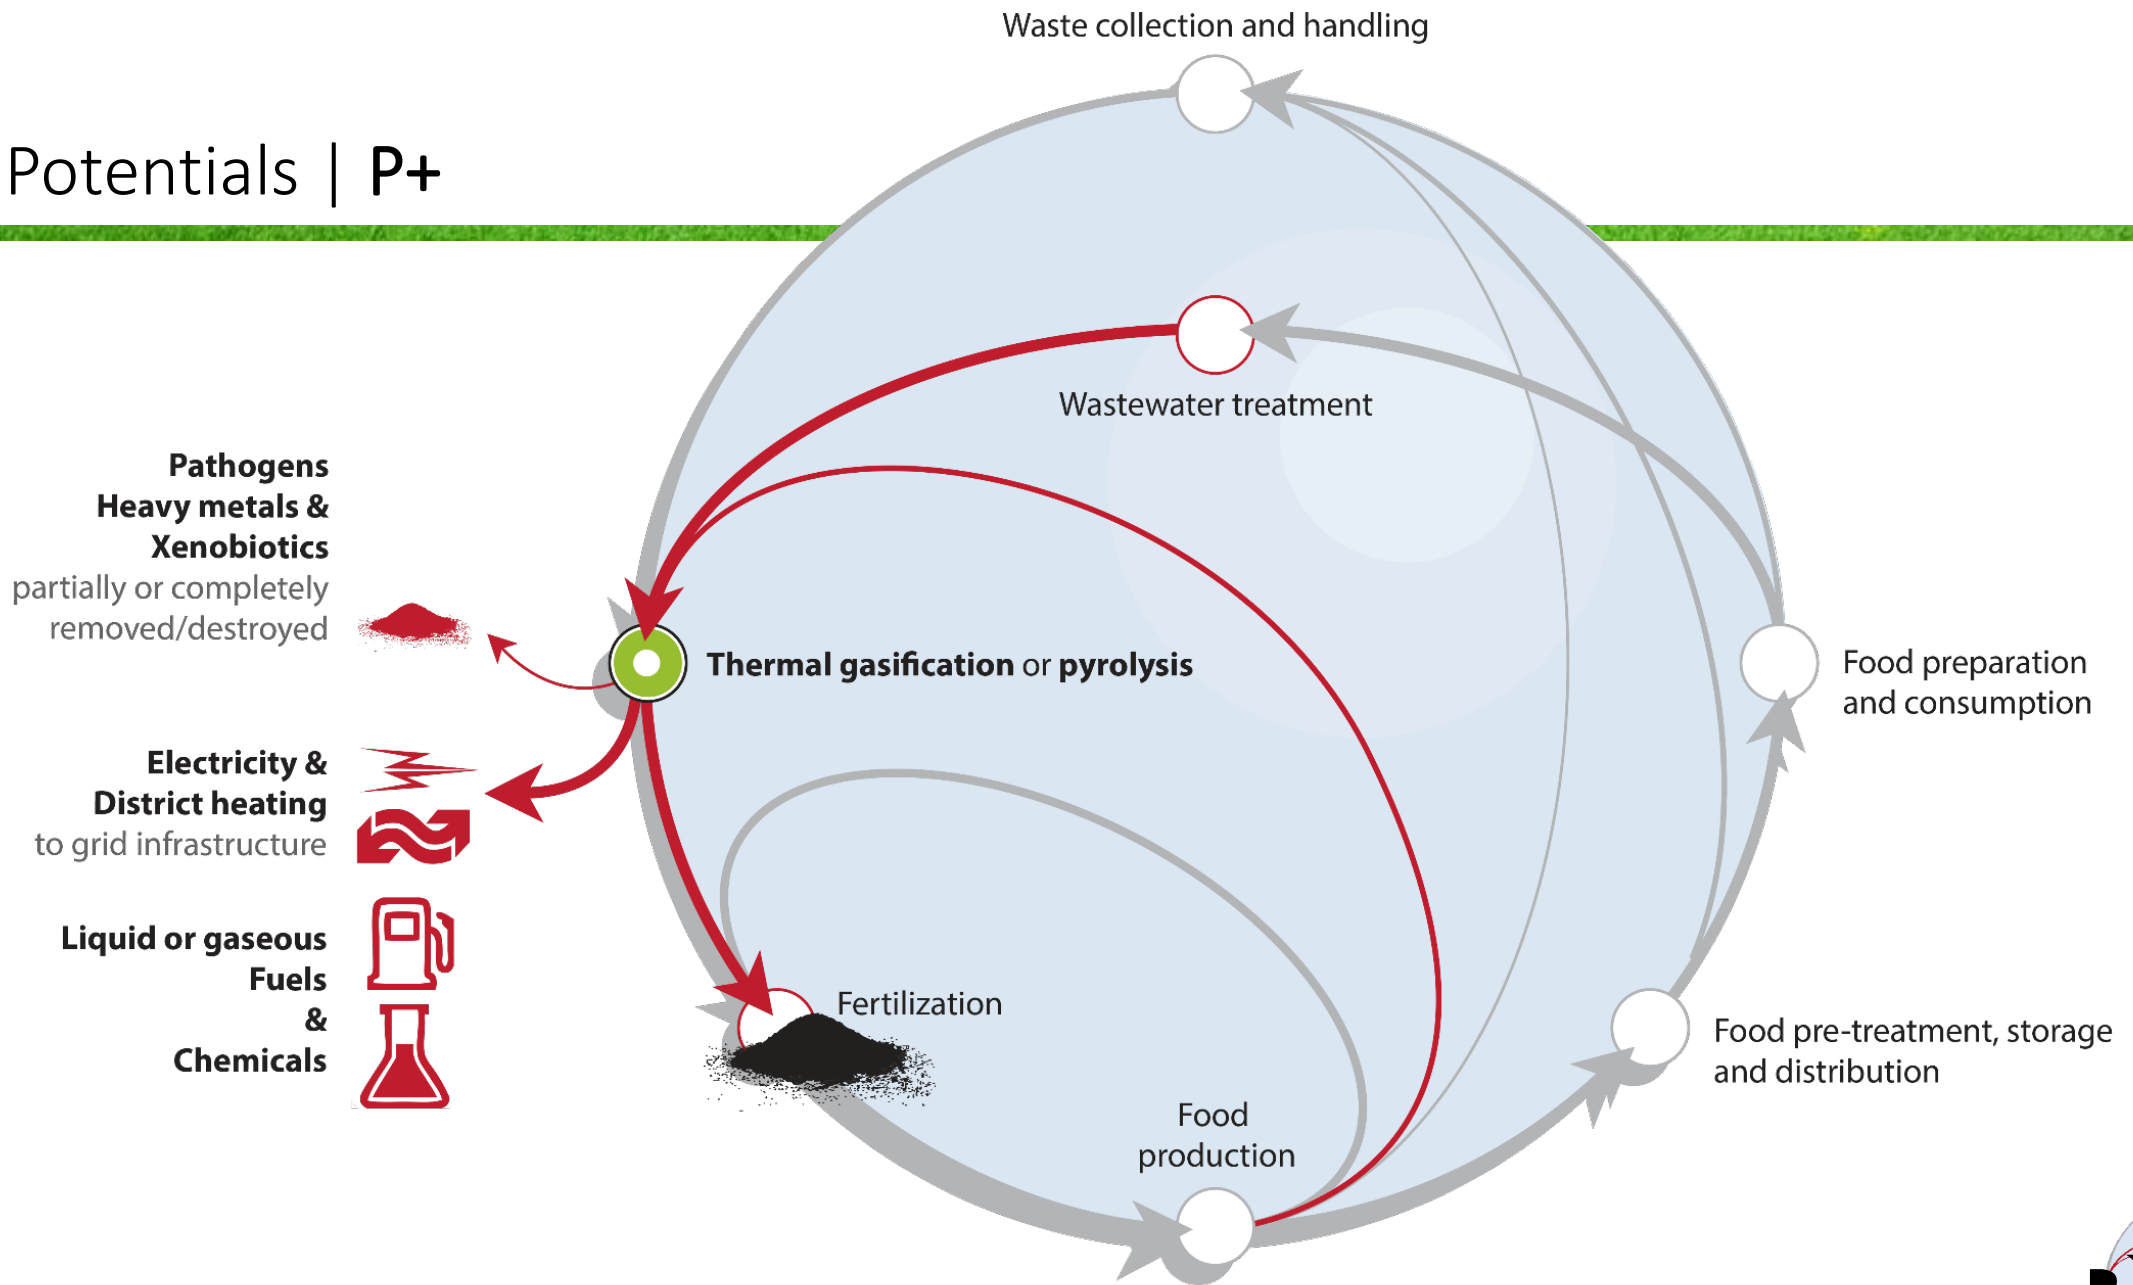 Waste collection and handling
Potentials | P+
Wastewater treatment
Pathogens
Heavy metals &
Xenobiotics
partially or completely
removed/destroyed
Thermal gasification or pyrolysis
Food preparation
and consumption
Electricity &
District heating
to grid infrastructure
Liquid or gaseous
Fuels
&
Chemicals
Fertilization
Food pre-treatment, storage
and distribution
Food
production